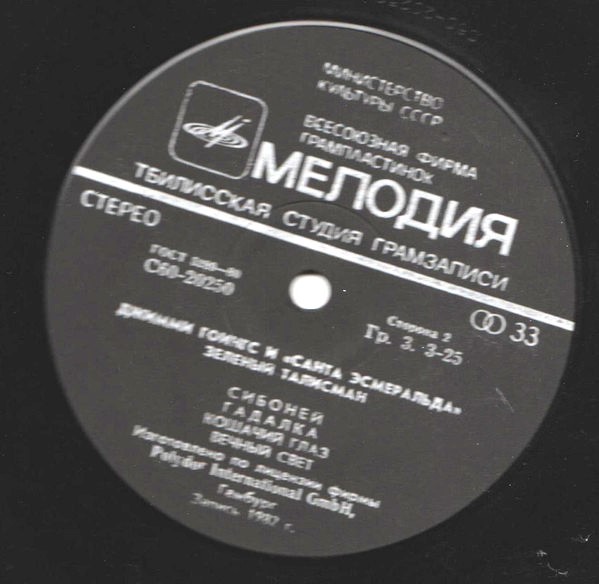 МИНИСТЕРСТВО
КУЛЬТУРЫ СССР
ВСЕСОЮЗНАЯ ФИРМА
ГРАМПЛАСТИНОК
МЕЛОДИЯ
ТБИЛИССКАЯ СТУДИЯ ГРАМЗАПИСИ
СТЕРЕО
33
ГОСТ 5289—80
С60-20250
Сторона 2
Гр. 3. 3-25
ДЖИММИ ГОИНГС И «САНТА ЭСМЕРАЛЬДА»
ЗЕЛЕНЫЙ ТАЛИСМАН
СИБОНЕЙ
ГАДАЛКА
КОШАЧИЙ ГЛАЗ
ВЕЧНЫЙ СВЕТ
Изготовлено по лицензии фирмы
Polydor International GmbH,
Гамбург
Запись 1982 г.